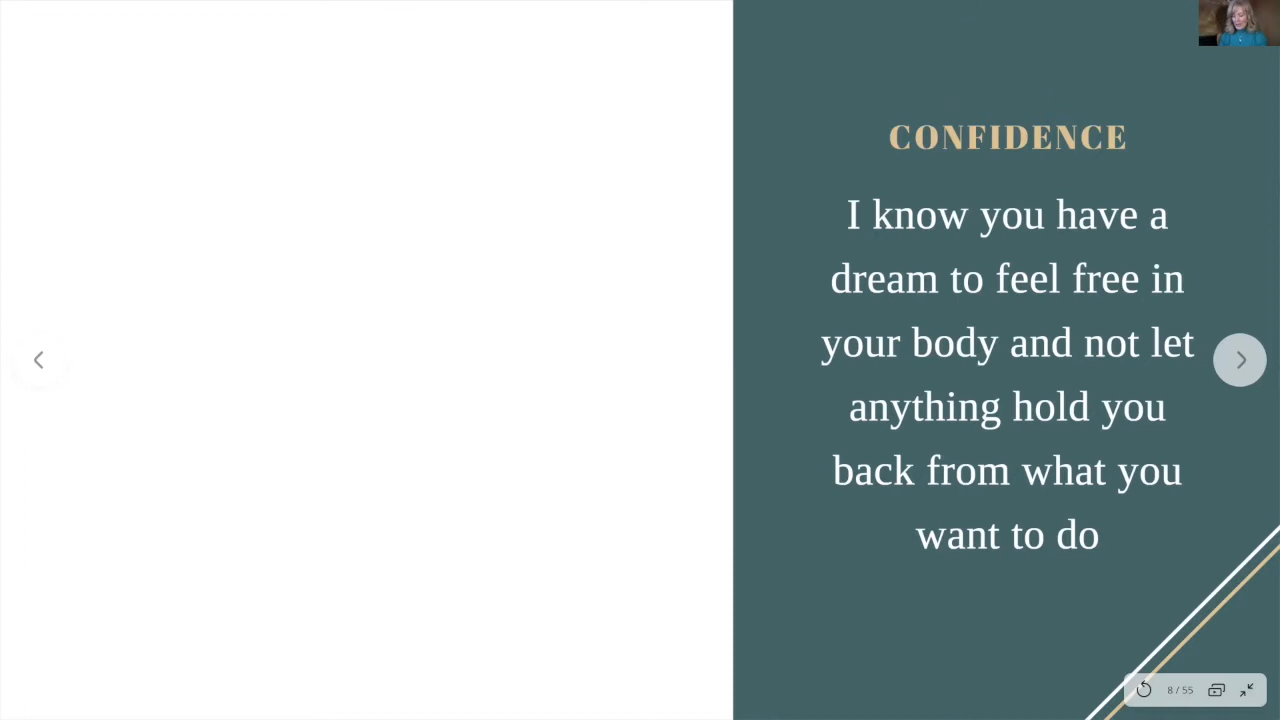 CONFIDENCE
I know you have a
dream to feel free in
your body and not let
anything hold you
back from what you
want to do
8 / 55